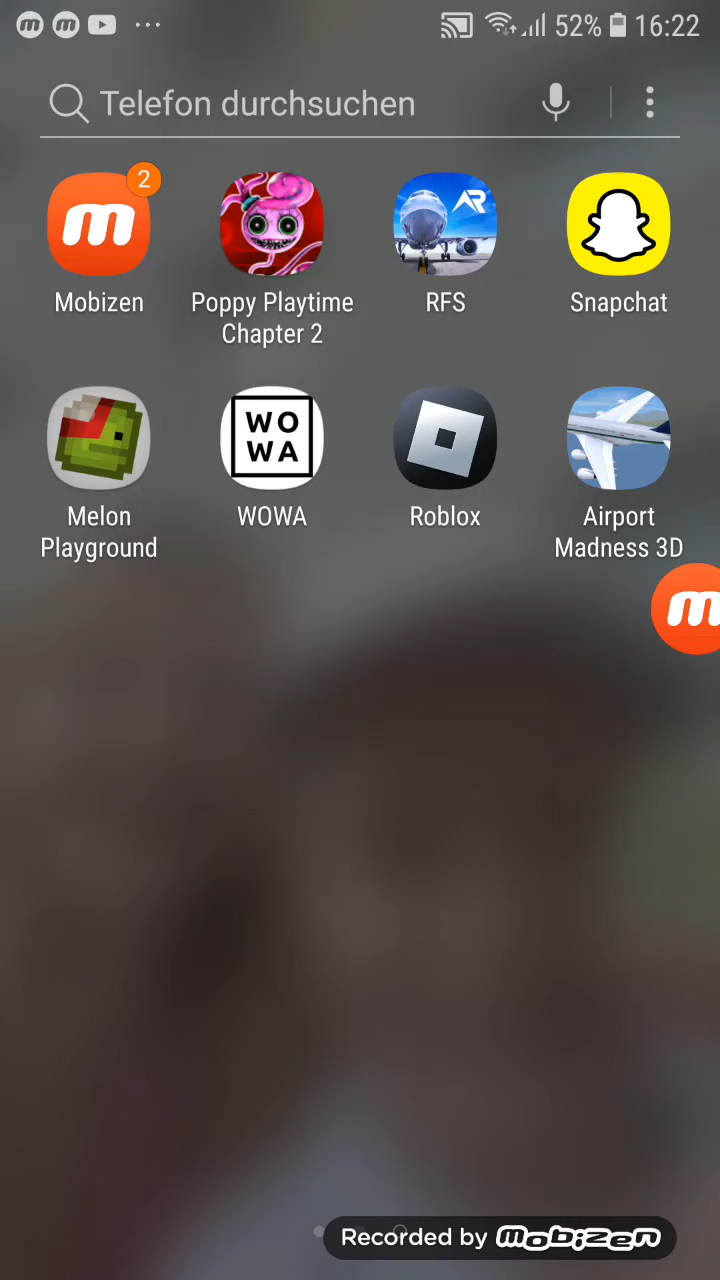 52% 16:22
Telefon durchsuchen
2
Mobizen
Poppy Playtime
Chapter 2
AR
RFS
Snapchat
Melon
Playground
WO
WA
WOWA
Roblox
Airport
Madness 3D
Recorded by mobizen